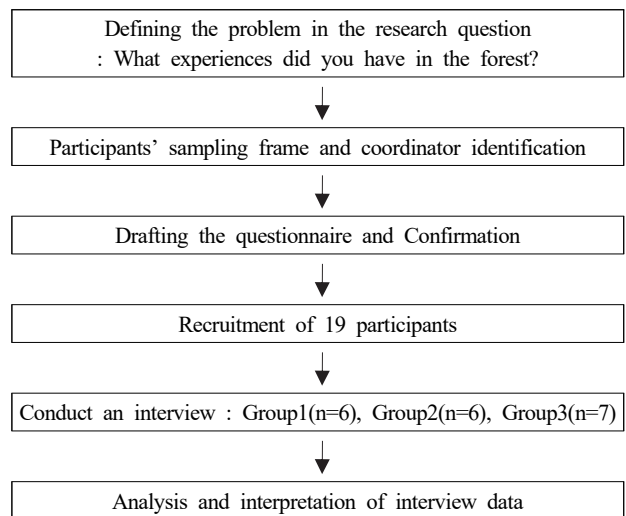 Defining the problem in the research question
: What experiences did you have in the forest?
Participants' sampling frame and coordinator identification
Drafting the questionnaire and Confirmation
Recruitment of 19 participants
Conduct an interview : Group1(n=6), Group2(n=6), Group3(n=7)
Analysis and interpretation of interview data